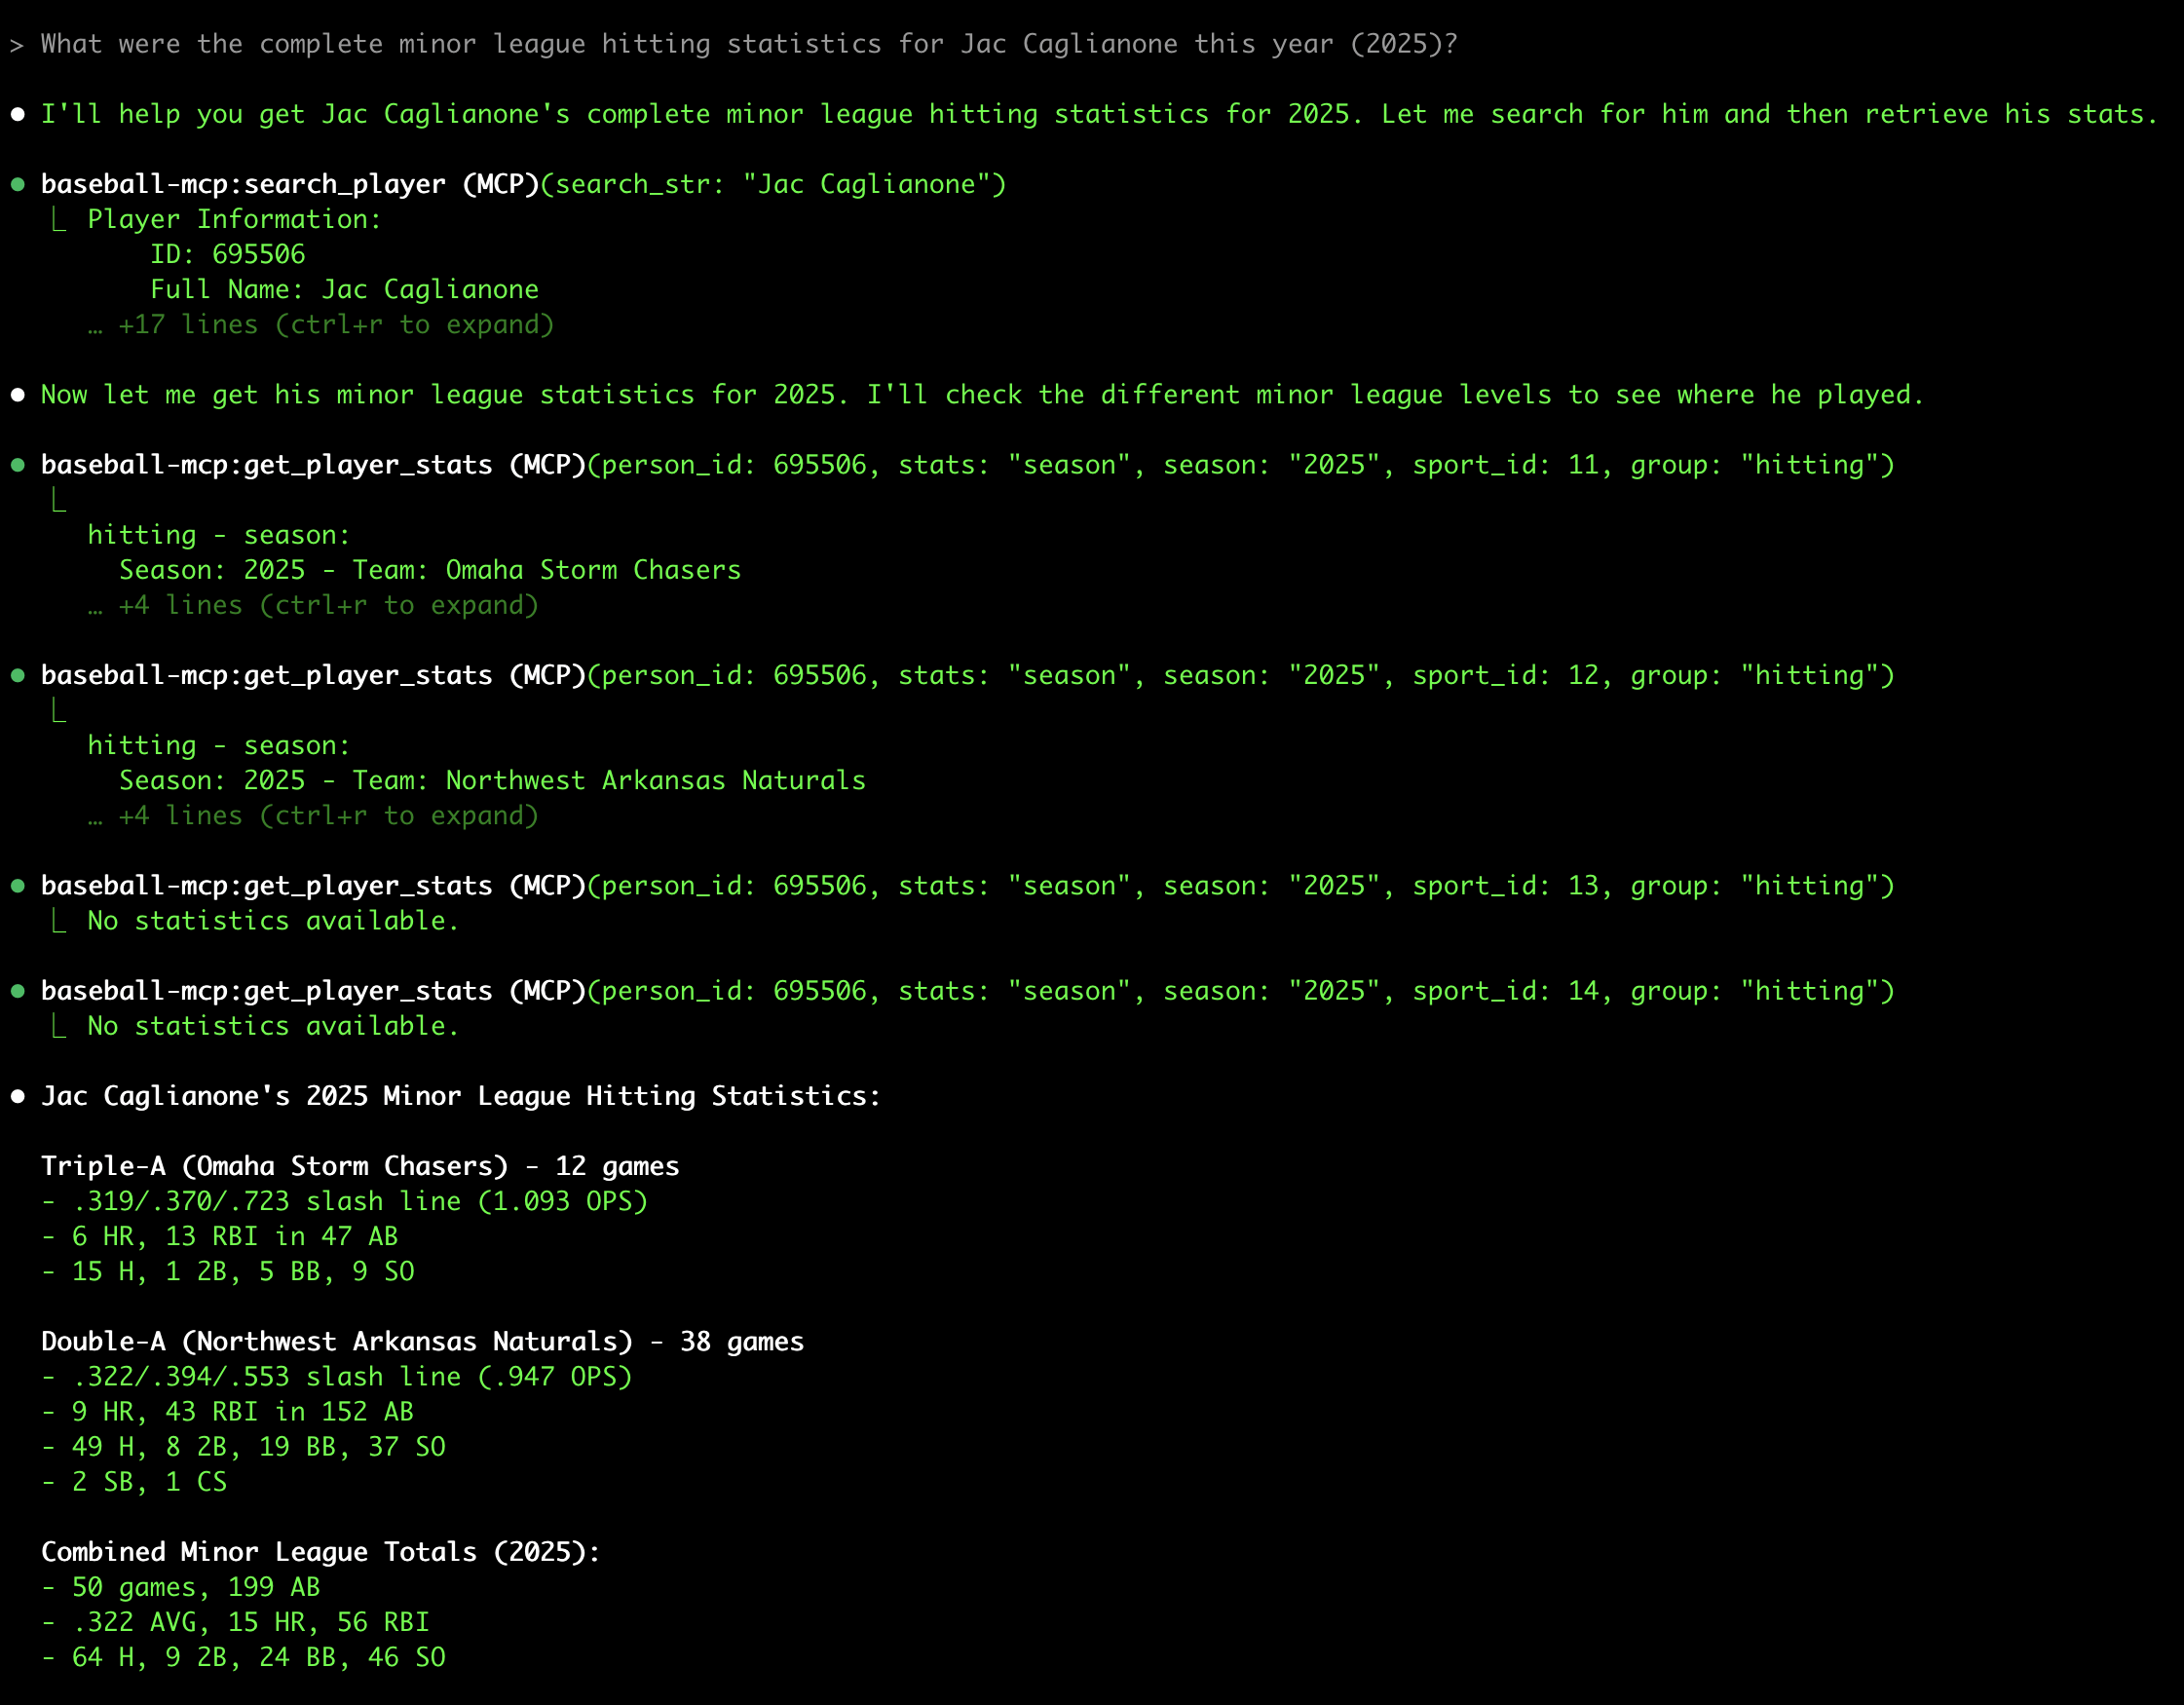 > What were the complete minor league hitting statistics for Jac Caglianone this year (2025)?
● I'll help you get Jac Caglianone's complete minor league hitting statistics for 2025. Let me search for him and then retrieve his stats.
● baseball-mcp:search_player (MCP)(search_str: "Jac Caglianone")
⎿ Player Information:
ID: 695506
Full Name: Jac Caglianone
… +17 lines (ctrl+r to expand)
● Now let me get his minor league statistics for 2025. I'll check the different minor league levels to see where he played.
● baseball-mcp:get_player_stats (MCP)(person_id: 695506, stats: "season", season: "2025", sport_id: 11, group: "hitting")
⎿
hitting - season:
Season: 2025 - Team: Omaha Storm Chasers
… +4 lines (ctrl+r to expand)
● baseball-mcp:get_player_stats (MCP)(person_id: 695506, stats: "season", season: "2025", sport_id: 12, group: "hitting")
⎿
hitting - season:
Season: 2025 - Team: Northwest Arkansas Naturals
… +4 lines (ctrl+r to expand)
● baseball-mcp:get_player_stats (MCP)(person_id: 695506, stats: "season", season: "2025", sport_id: 13, group: "hitting")
⎿ No statistics available.
● baseball-mcp:get_player_stats (MCP)(person_id: 695506, stats: "season", season: "2025", sport_id: 14, group: "hitting")
⎿ No statistics available.
● Jac Caglianone's 2025 Minor League Hitting Statistics:
Triple-A (Omaha Storm Chasers) - 12 games
- .319/.370/.723 slash line (1.093 OPS)
- 6 HR, 13 RBI in 47 AB
- 15 H, 1 2B, 5 BB, 9 SO
Double-A (Northwest Arkansas Naturals) - 38 games
- .322/.394/.553 slash line (.947 OPS)
- 9 HR, 43 RBI in 152 AB
- 49 H, 8 2B, 19 BB, 37 SO
- 2 SB, 1 CS
Combined Minor League Totals (2025):
- 50 games, 199 AB
- .322 AVG, 15 HR, 56 RBI
- 64 H, 9 2B, 24 BB, 46 SO